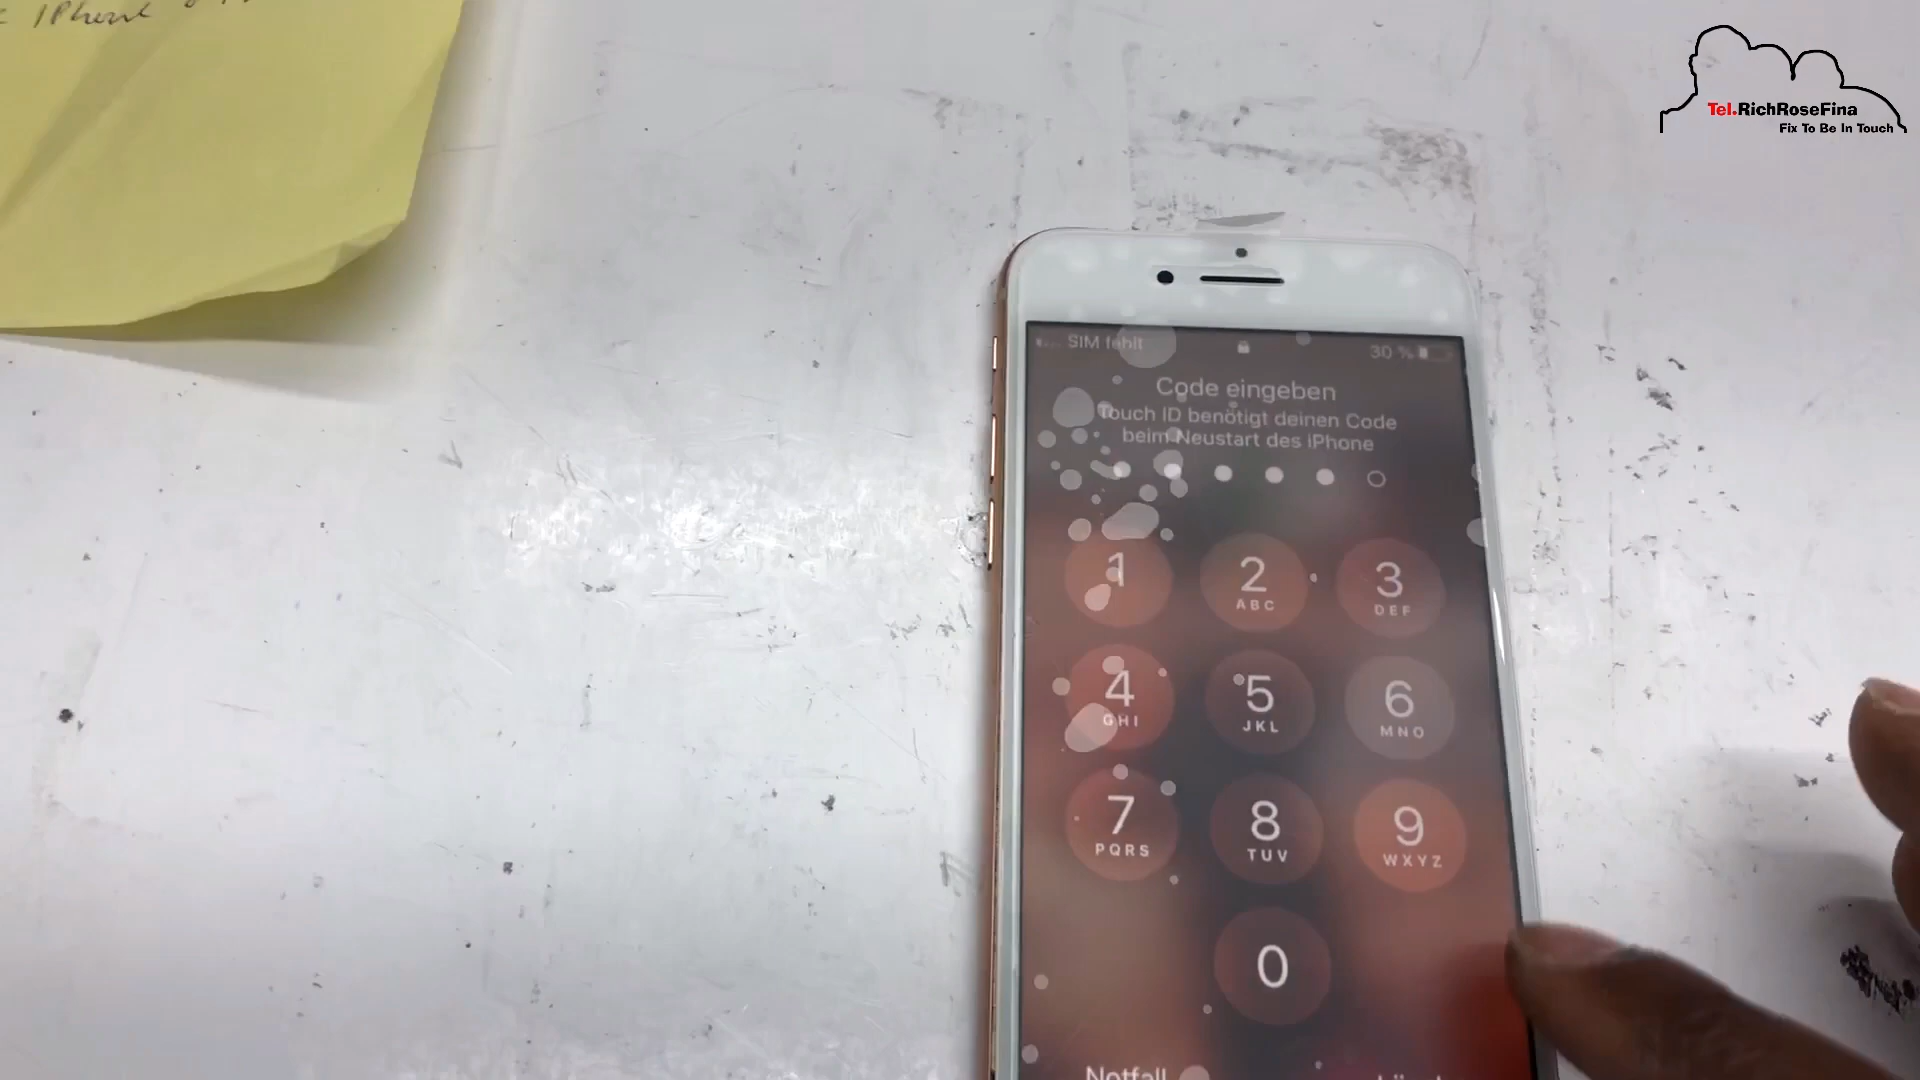 iPhone
Tel.RichRoseFina
Fix To Be In Touch
SIM fehlt
30 %
Code eingeben
Touch ID benötigt deinen Code
beim Neustart des iPhone
1
2
ABC
3
DEF
4
GHI
5
JKL
6
MNO
7
PQRS
8
TUV
9
WXYZ
0
Notfall